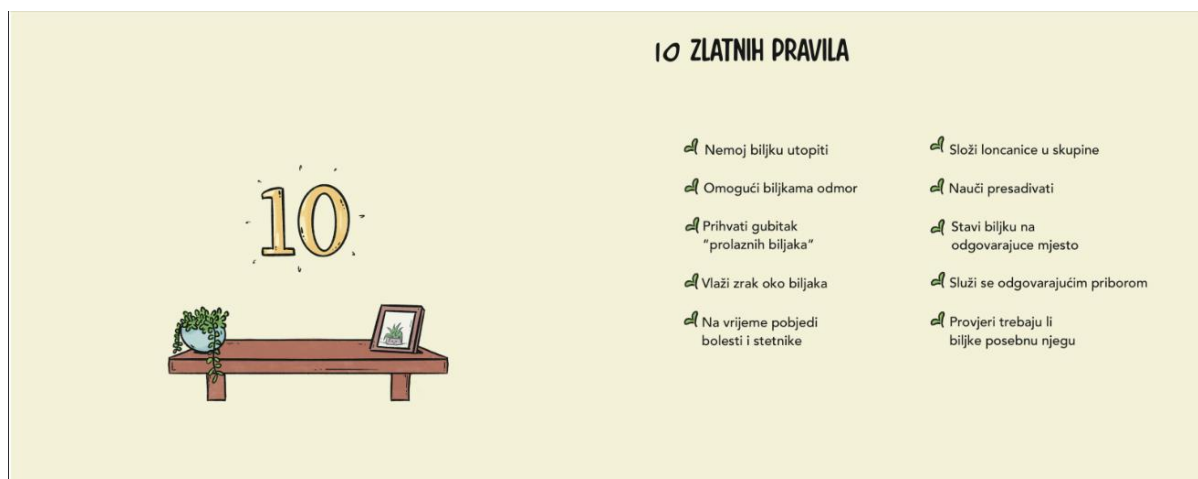 10 ZLATNIH PRAVILA
10
Nemoj biljku utopiti
Omogući biljkama odmor
Prihvati gubitak
"prolaznih biljaka"
Vlaži zrak oko biljaka
Na vrijeme pobjedi
bolesti i stetnike
Složi loncanice u skupine
Nauči presadivati
Stavi biljku na
odgovarajuce mjesto
Služi se odgovarajućim priborom
Provjeri trebaju li
biljke posebnu njegu